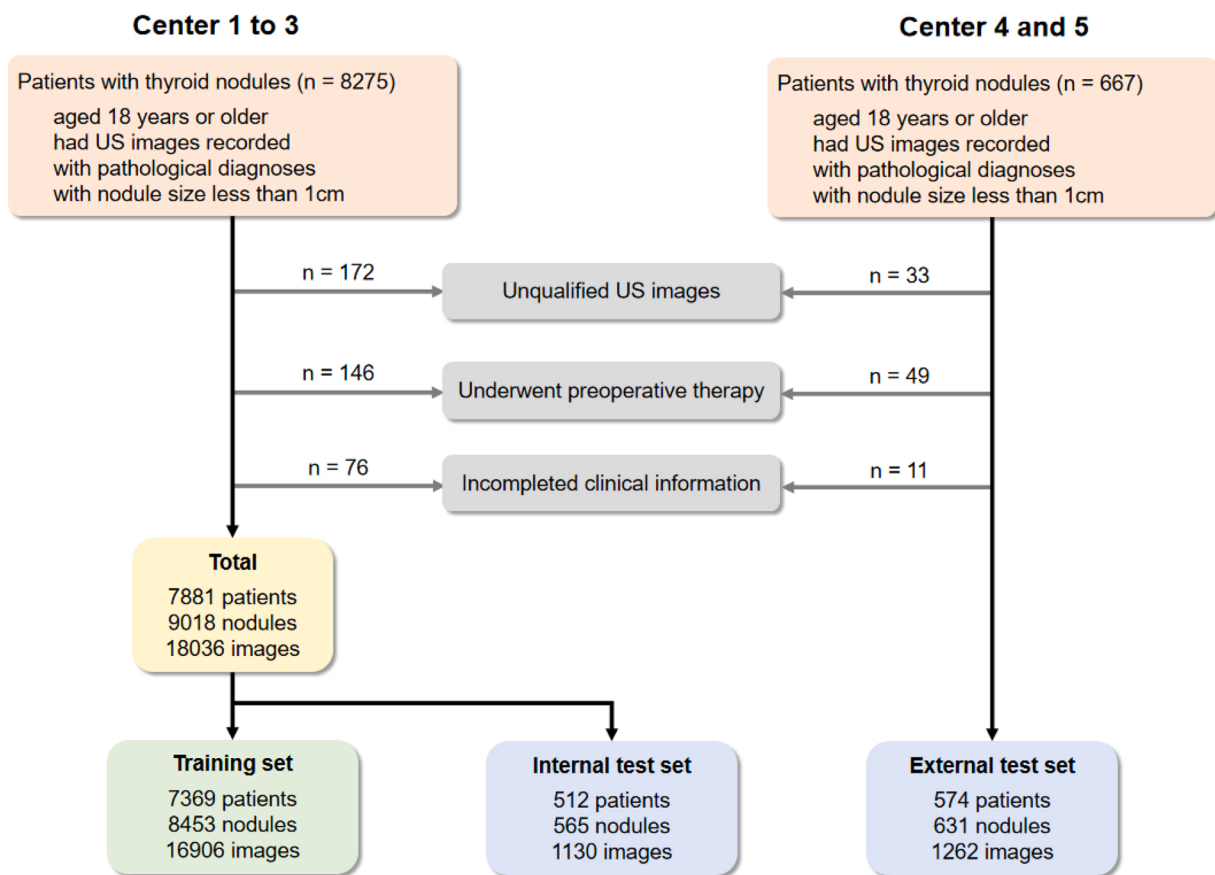 Center 1 to 3
Patients with thyroid nodules (n = 8275)
aged 18 years or older
had US images recorded
with pathological diagnoses
with nodule size less than 1cm
Center 4 and 5
Patients with thyroid nodules (n = 667)
aged 18 years or older
had US images recorded
with pathological diagnoses
with nodule size less than 1cm
n = 172
Unqualified US images
n = 33
n = 146
Underwent preoperative therapy
n = 49
n = 76
Incompleted clinical information
n = 11
Total
7881 patients
9018 nodules
18036 images
Training set
7369 patients
8453 nodules
16906 images
Internal test set
512 patients
565 nodules
1130 images
External test set
574 patients
631 nodules
1262 images